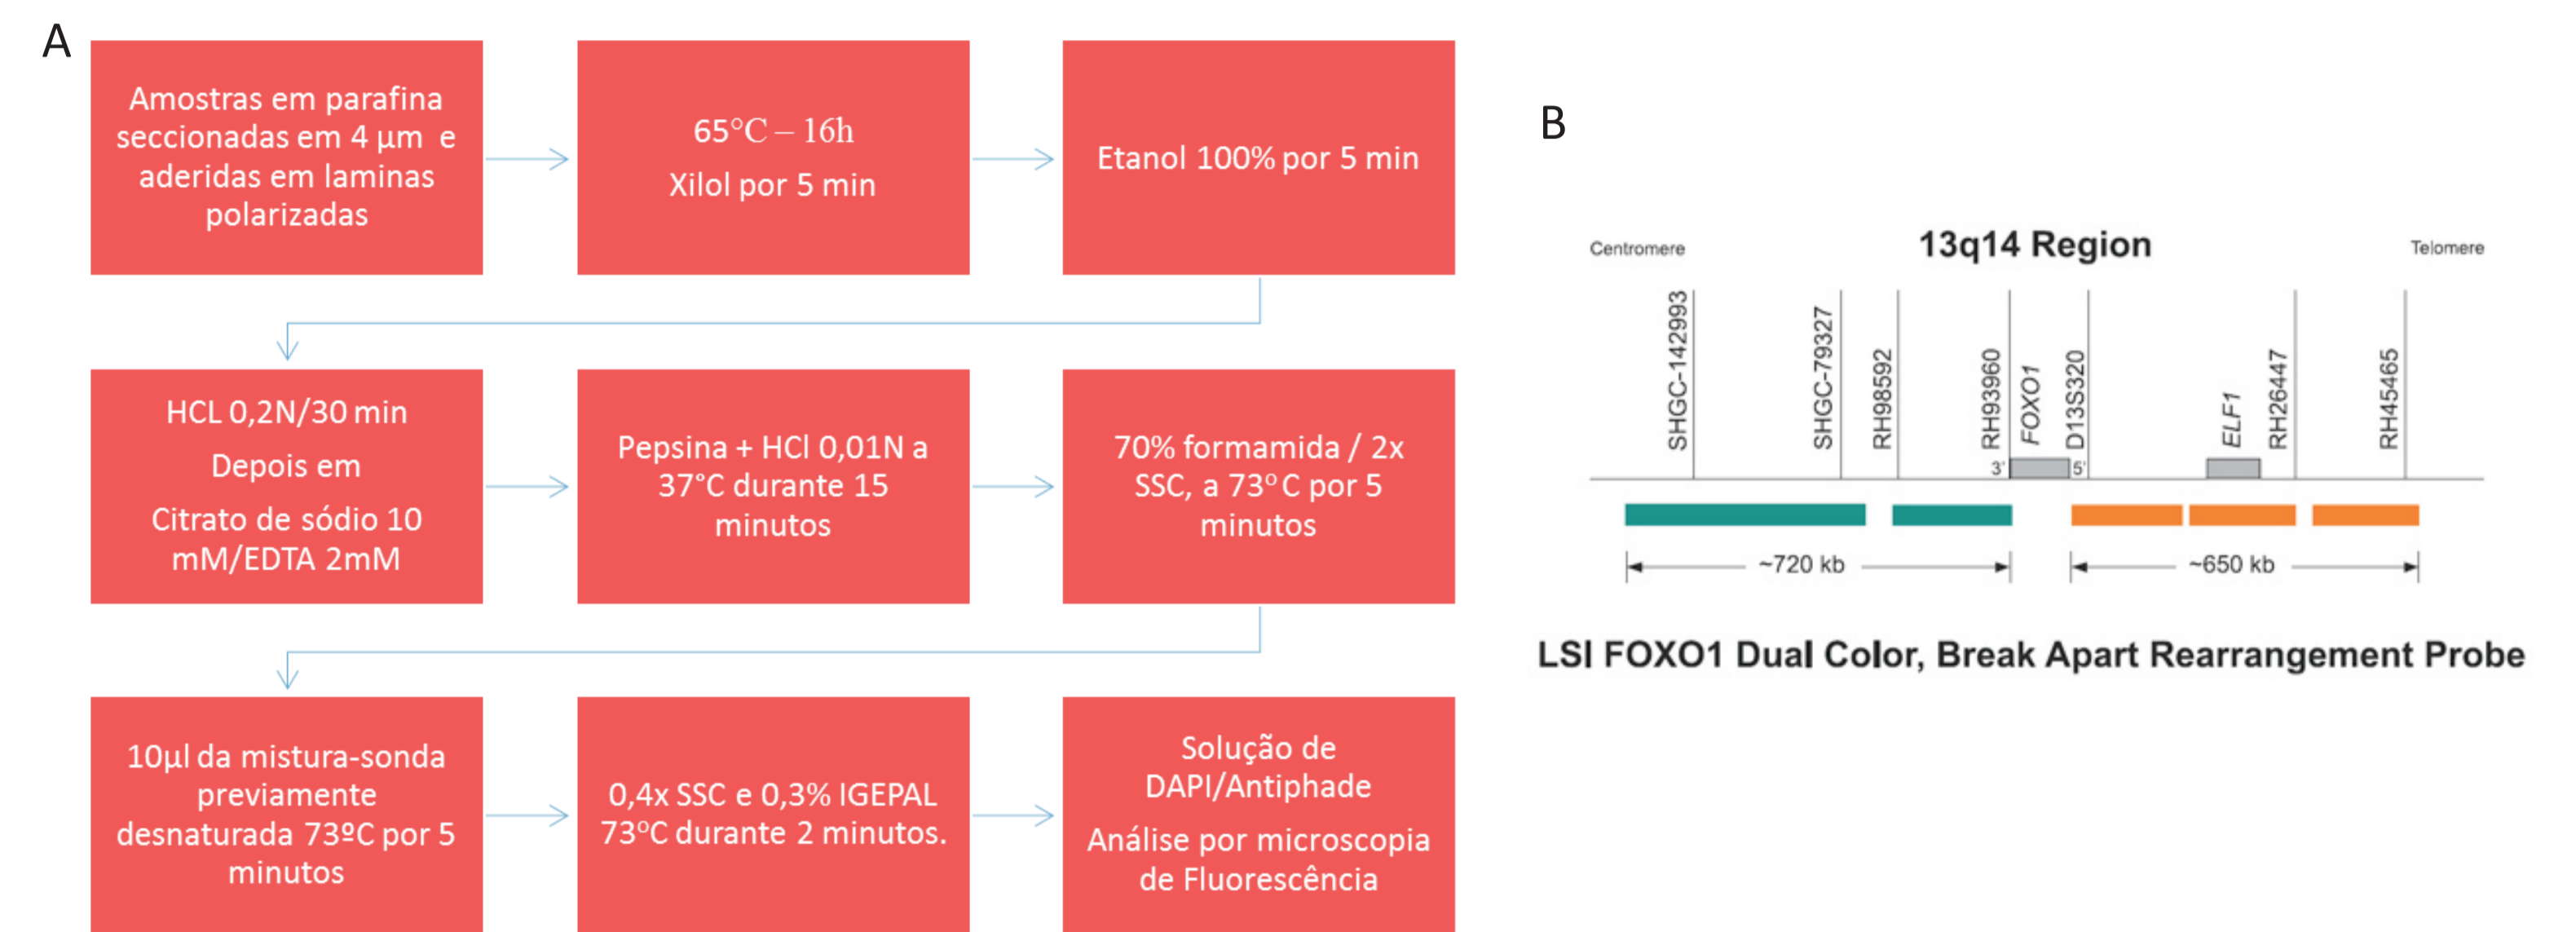 A
Amostras em parafina
seccionadas em 4 µm e
aderidas em laminas
polarizadas
65°C – 16h
Xilol por 5 min
Etanol 100% por 5 min
HCL 0,2N/30 min
Depois em
Citrato de sódio 10
mM/EDTA 2mM
Pepsina + HCl 0,01N a
37°C durante 15
minutos
70% formamida / 2x
SSC, a 73º C por 5
minutos
10µl da mistura-sonda
previamente
desnaturada 73ºC por 5
minutos
0,4x SSC e 0,3% IGEPAL
73ºC durante 2 minutos.
Solução de
DAPI/Antiphade
Análise por microscopia
de Fluorescência
B
13q14 Region
Centromere
Telomere
SHGC-142993
SHGC-79327
RH98592
RH93960
FOXO1
D13S320
ELF1
RH26447
RH45465
3'
5'
~720 kb
~650 kb
LSI FOXO1 Dual Color, Break Apart Rearrangement Probe